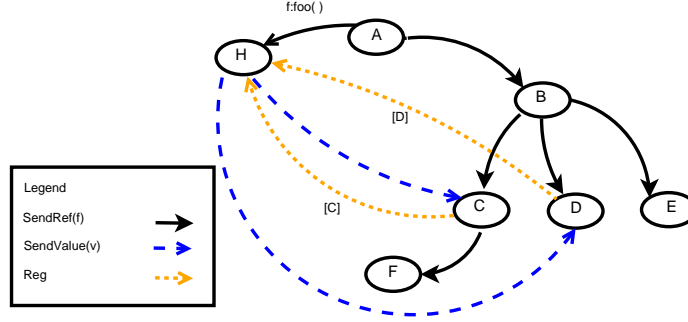 f:foo( )
A
H
B
[D]
Legend
SendRef(f)
SendValue(v)
Reg
[C]
C
D
E
F